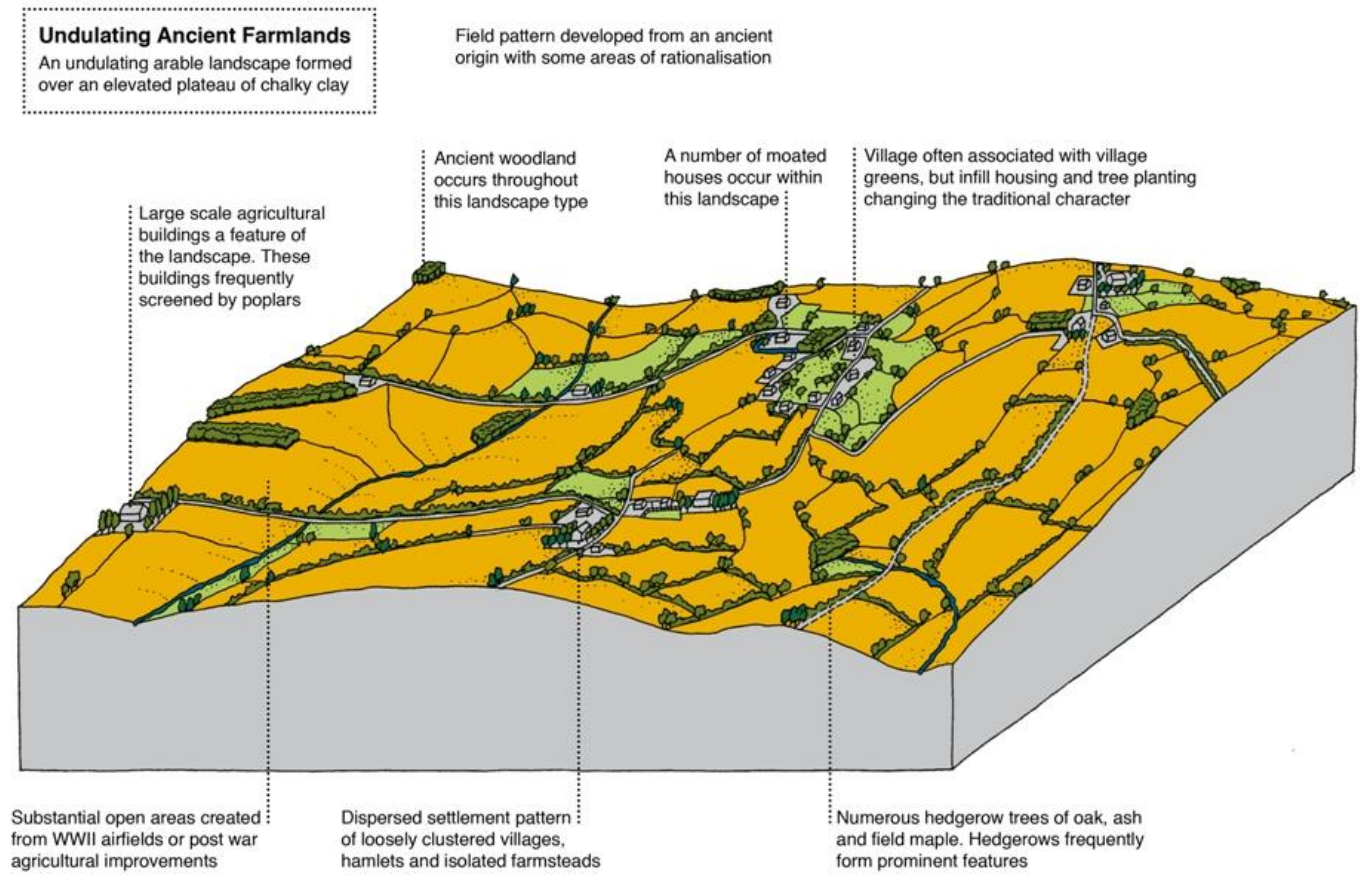 Undulating Ancient Farmlands
An undulating arable landscape formed
over an elevated plateau of chalky clay
Field pattern developed from an ancient
origin with some areas of rationalisation
Ancient woodland
occurs throughout
this landscape type
A number of moated
houses occur within
this landscape
Village often associated with village
greens, but infill housing and tree planting
changing the traditional character
Large scale agricultural
buildings a feature of
the landscape. These
buildings frequently
screened by poplars
Substantial open areas created
from WWII airfields or post war
agricultural improvements
Dispersed settlement pattern
of loosely clustered villages,
hamlets and isolated farmsteads
Numerous hedgerow trees of oak, ash
and field maple. Hedgerows frequently
form prominent features